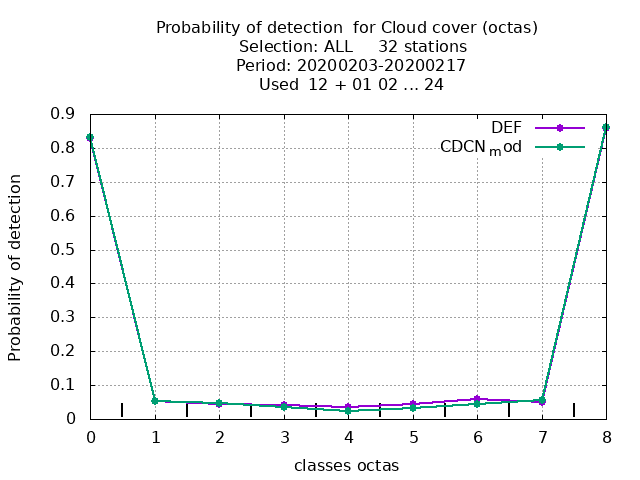 Probability of detection  for Cloud cover (octas)
Selection: ALL     32 stations
Period: 20200203-20200217
Used  12 + 01 02 ... 24
DEF
CDCNmod
Probability of detection
0.9
0.8
0.7
0.6
0.5
0.4
0.3
0.2
0.1
0
0 1 2 3 4 5 6 7 8
classes octas